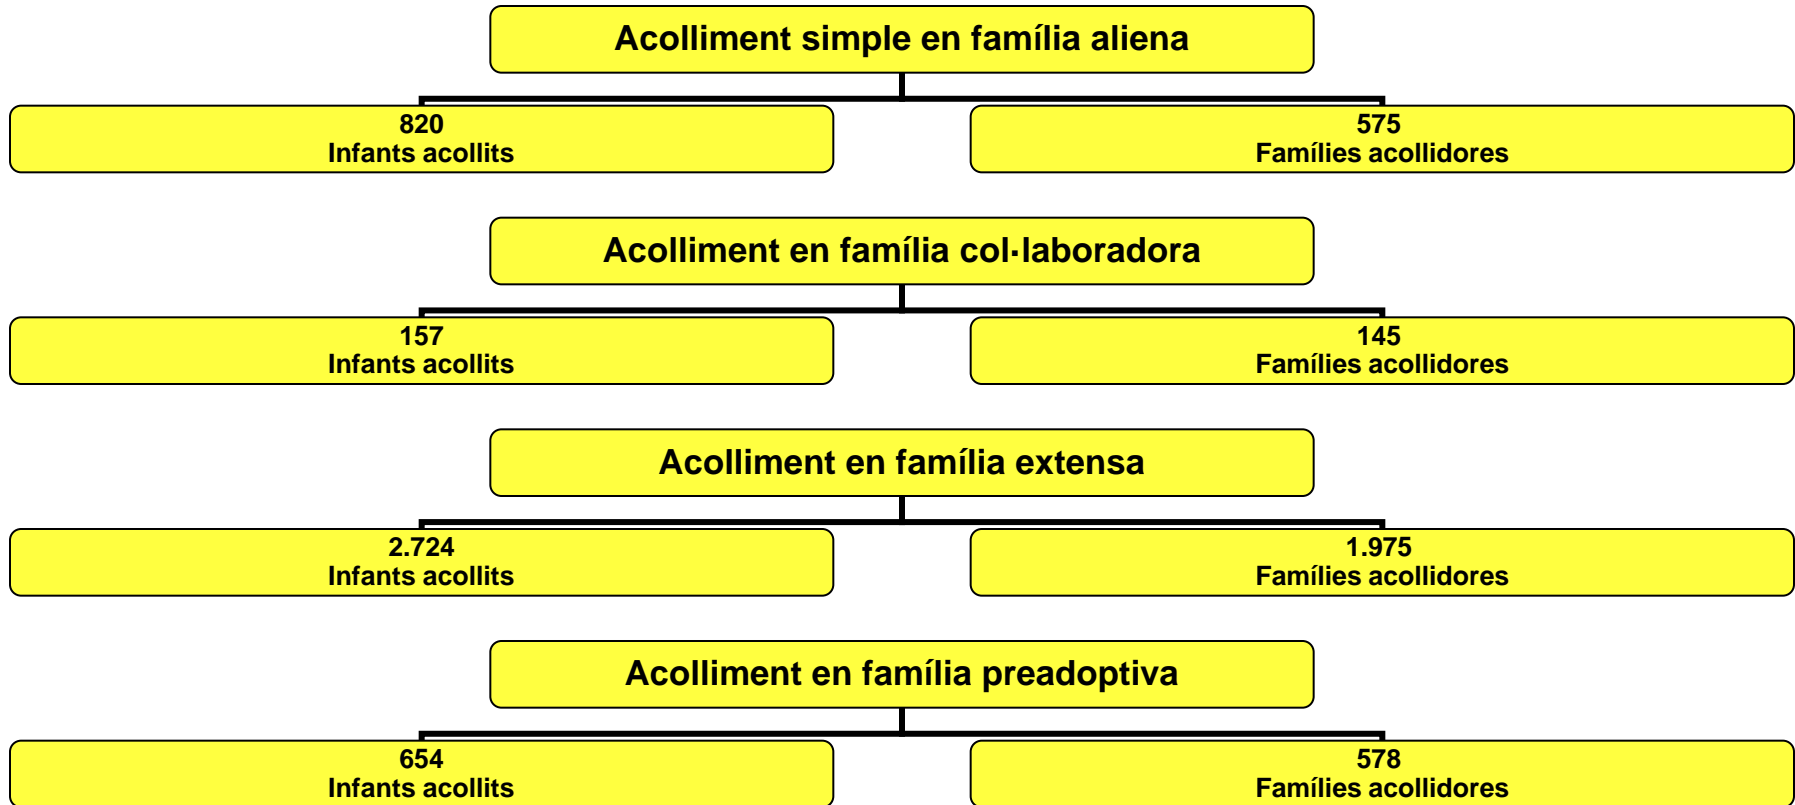 Acolliment simple en família aliena
820
Infants acollits
575
Famílies acollidores
Acolliment en família col·laboradora
157
Infants acollits
145
Famílies acollidores
Acolliment en família extensa
2.724
Infants acollits
1.975
Famílies acollidores
Acolliment en família preadoptiva
654
Infants acollits
578
Famílies acollidores